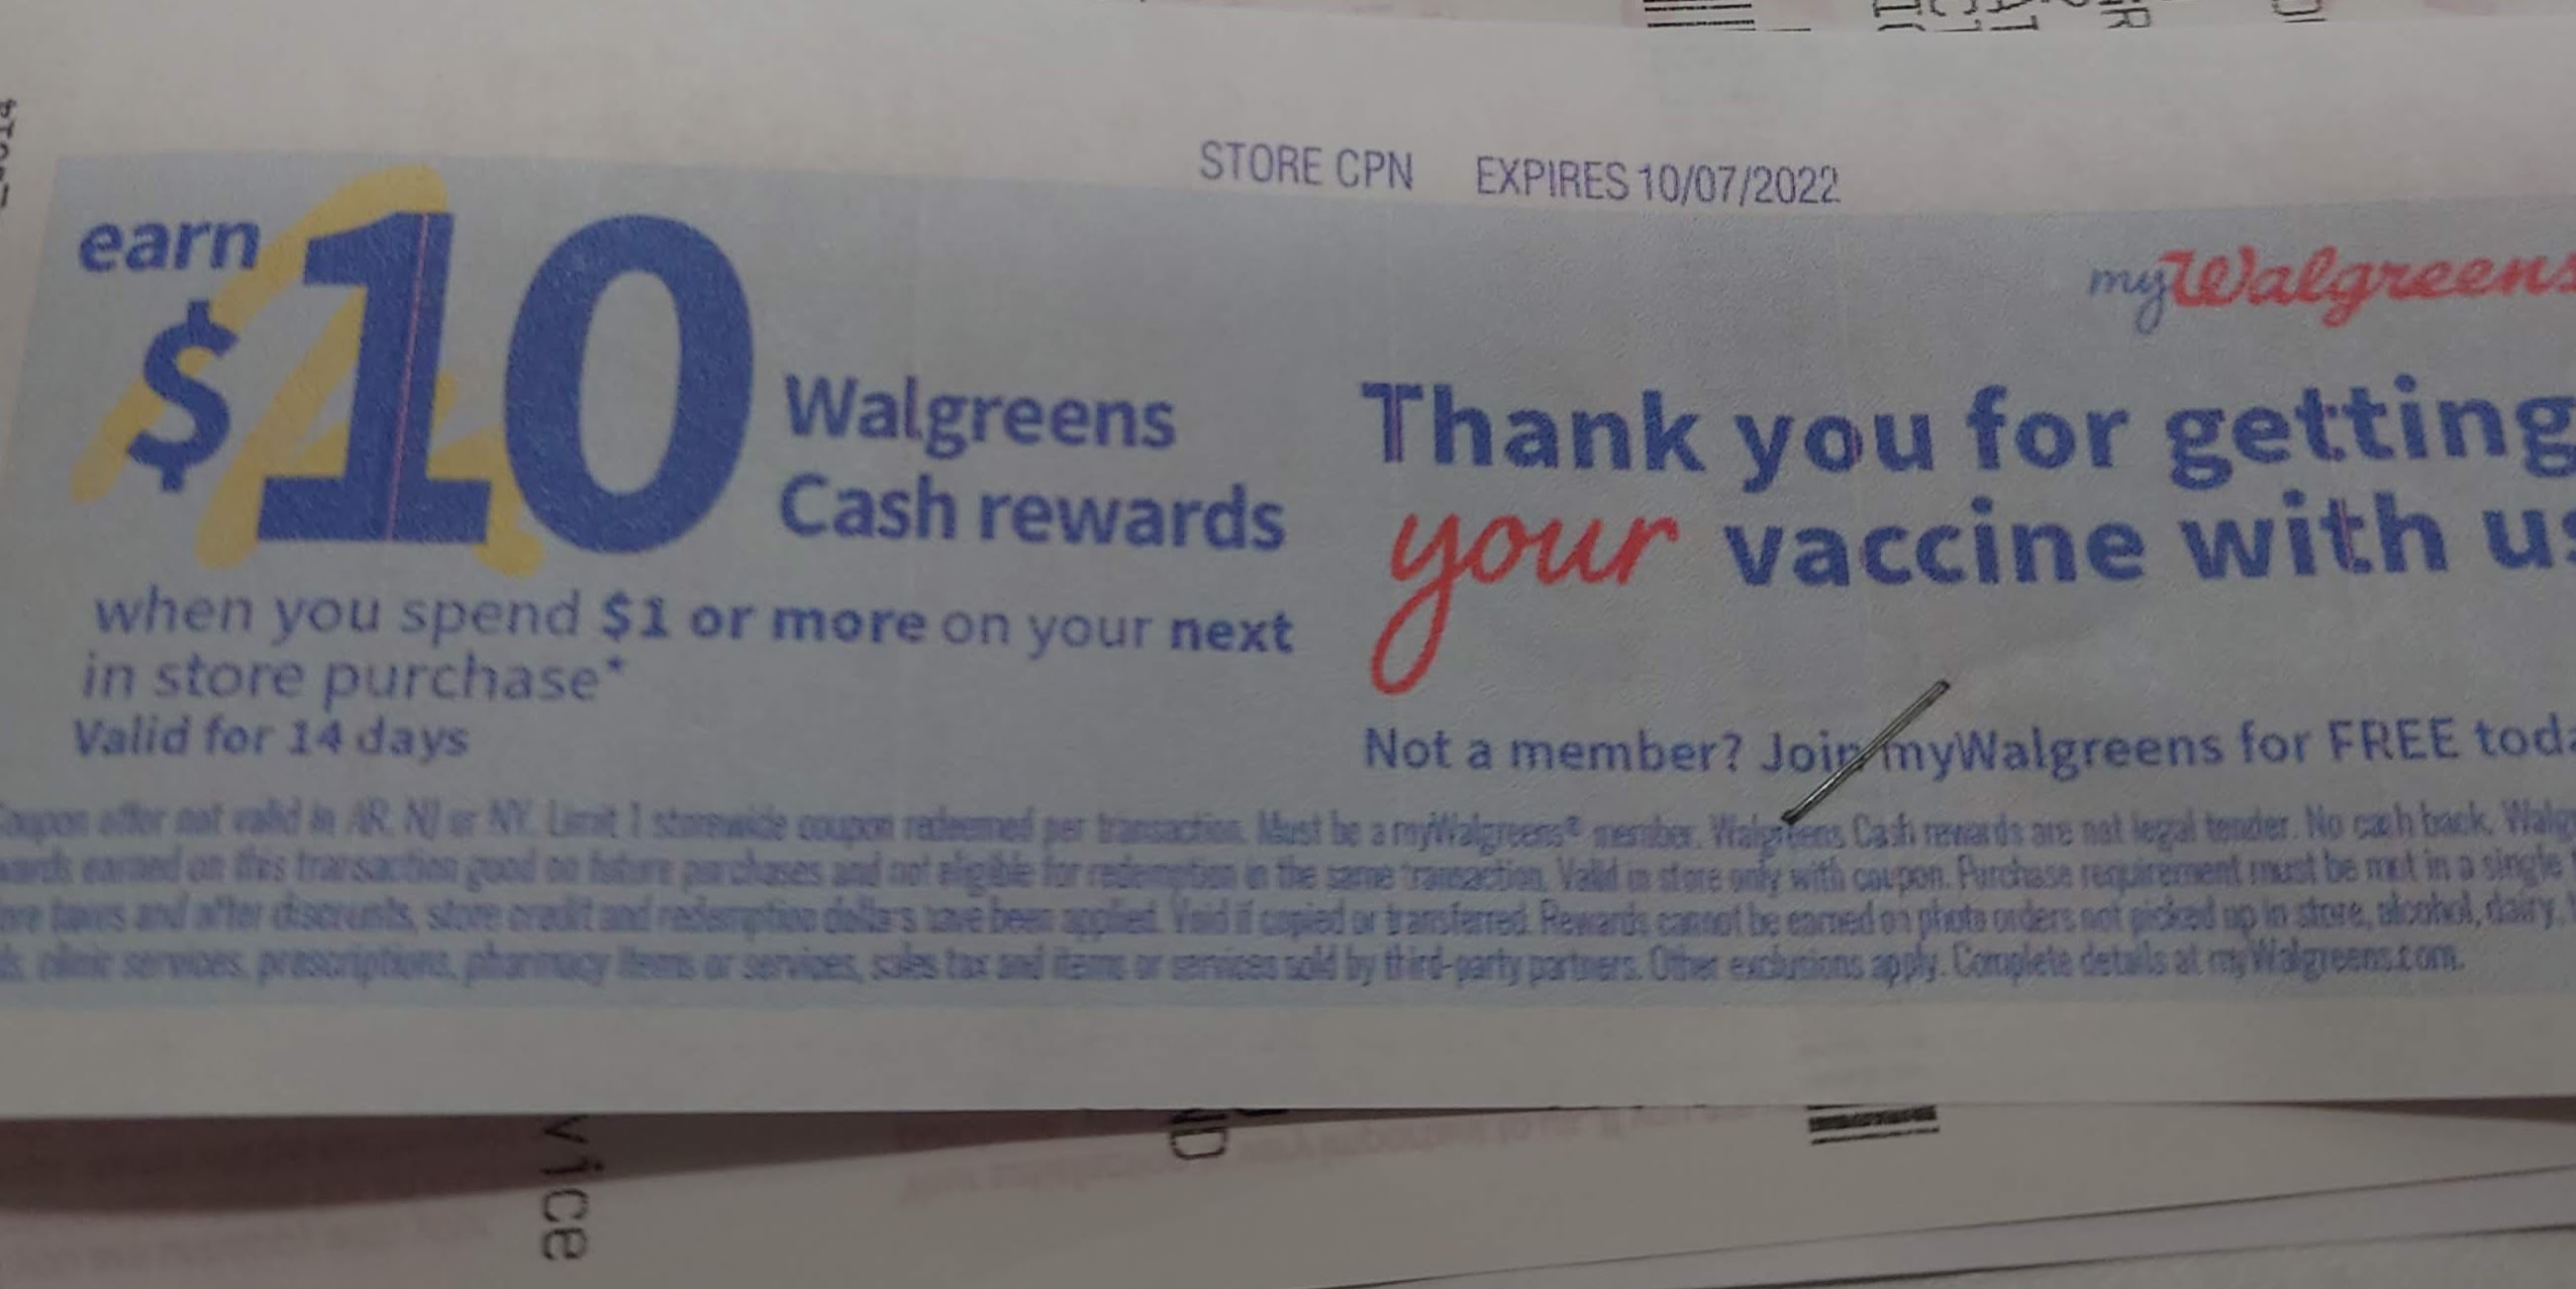 STORE CPN EXPIRES 10/07/2022
earn
$10
Walgreens
Cash rewards
when you spend $1 or more on your next
in store purchase*
Valid for 14 days
myWalgreens
Thank you for getting
your vaccine with us
Not a member? Join myWalgreens for FREE toda
Coupon offer not valid in AR, NJ or NY. Limit 1 storewide coupon redeemed per transaction. Must be a myWalgreens® member. Walgreens Cash rewards are not legal tender. No cash back. Walg
wards earned on this transaction good on future purchases and not eligible for redemption in the same transaction. Valid in store only with coupon. Purchase requirement must be met in a single
ore taxes and after discounts, store credit and redemption dollars have been applied. Void if copied or transferred. Rewards cannot be earned on photo orders not picked up in store, alcohol, dairy,
s, clinic services, prescriptions, pharmacy items or services, sales tax and items or services sold by third-party partners. Other exclusions apply. Complete details at myWalgreens.com.
vice
ND